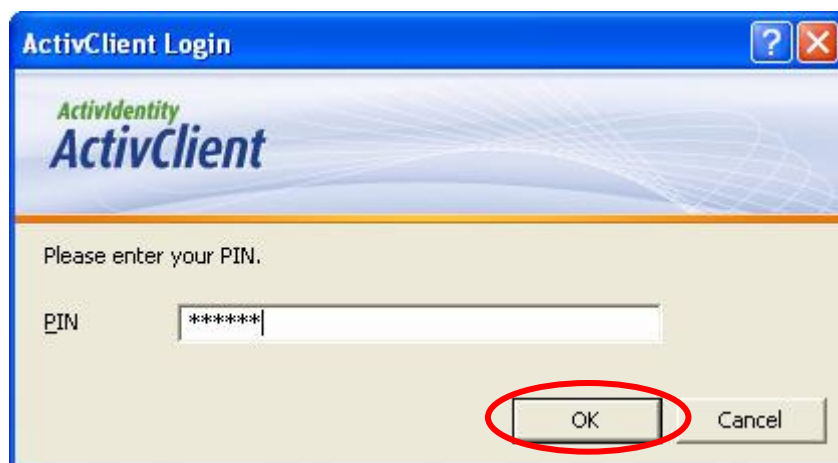 ActivClient Login
ActivIdentity
ActivClient
Please enter your PIN.
PIN ******
OK Cancel